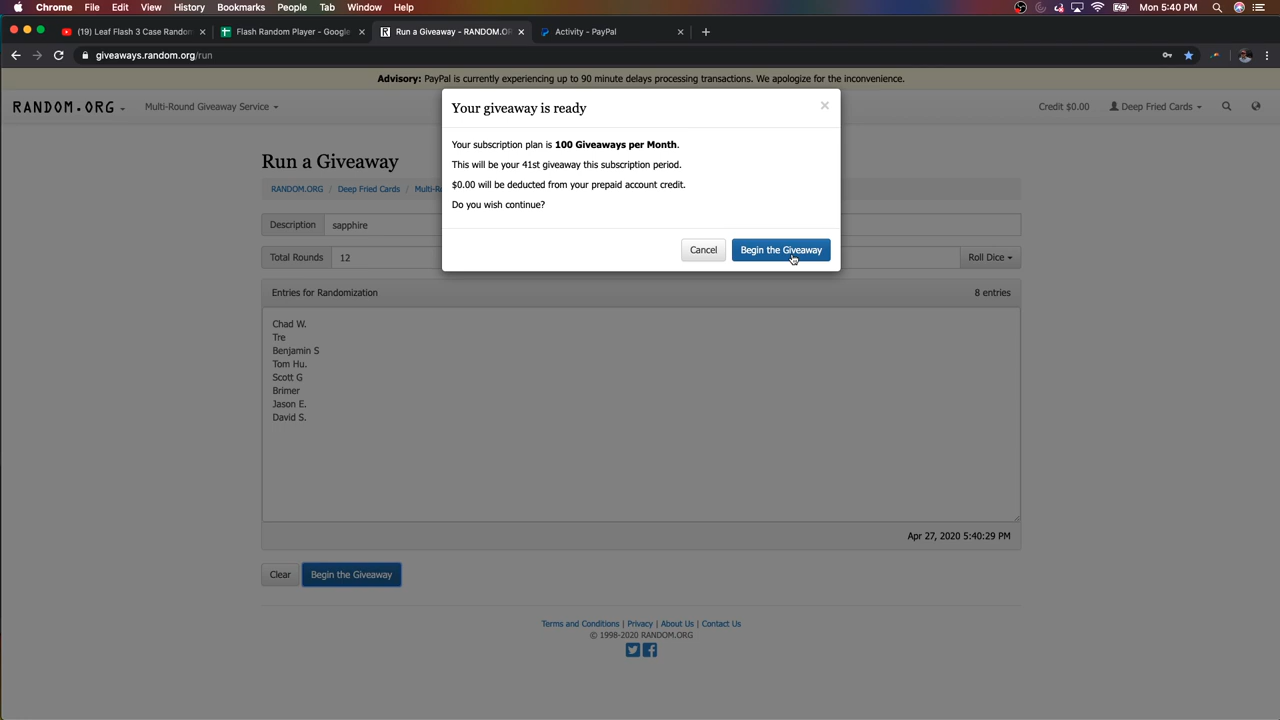 Chrome File Edit View History Bookmarks People Tab Window Help Mon 5:40 PM
(19) Leaf Flash 3 Case Random Flash Random Player - Google Run a Giveaway - RANDOM.OR Activity - PayPal
giveaways.random.org/run
Advisory: PayPal is currently experiencing up to 90 minute delays processing transactions. We apologize for the inconvenience.
RANDOM.ORG Multi-Round Giveaway Service Credit $0.00 Deep Fried Cards
Your giveaway is ready ×
Your subscription plan is 100 Giveaways per Month.
This will be your 41st giveaway this subscription period.
$0.00 will be deducted from your prepaid account credit.
Do you wish continue?
Cancel Begin the Giveaway
Run a Giveaway
RANDOM.ORG / Deep Fried Cards / Multi-R
Description sapphire
Total Rounds 12 Roll Dice
Entries for Randomization 8 entries
Chad W.
Tre
Benjamin S
Tom Hu.
Scott G
Brimer
Jason E.
David S.
Apr 27, 2020 5:40:29 PM
Clear Begin the Giveaway
Terms and Conditions | Privacy | About Us | Contact Us
© 1998-2020 RANDOM.ORG